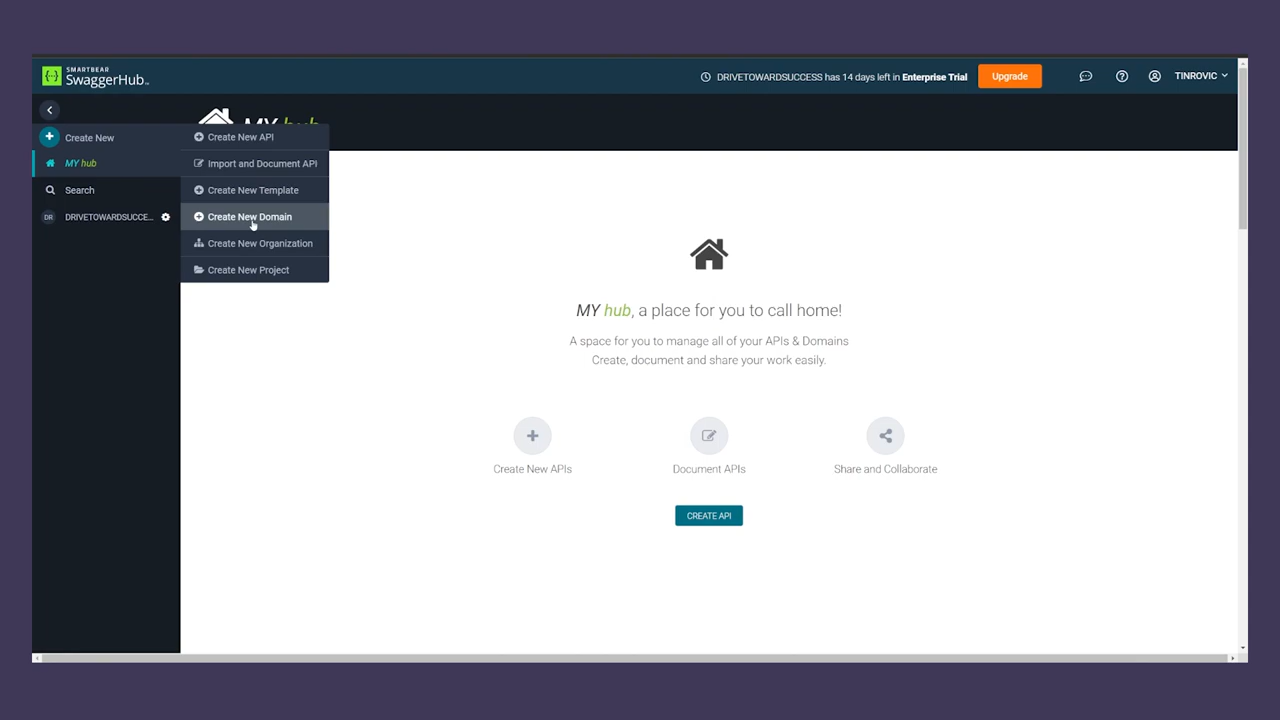 SMARTBEAR
SwaggerHub™
DRIVETOWARDSUCCESS has 14 days left in Enterprise Trial
Upgrade
TINROVIC
MY hub
Create New
MY hub
Search
DR
DRIVETOWARDSUCCE...
Create New API
Import and Document API
Create New Template
Create New Domain
Create New Organization
Create New Project
MY hub, a place for you to call home!
A space for you to manage all of your APIs & Domains
Create, document and share your work easily.
Create New APIs
Document APIs
Share and Collaborate
CREATE API